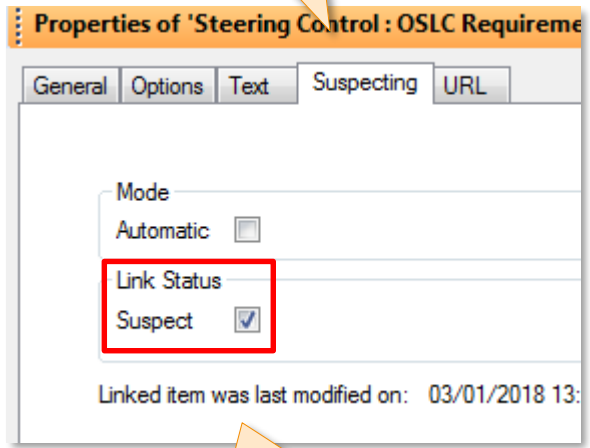 Properties of 'Steering Control : OSLC Requireme
General Options Text Suspecting URL
Mode
Automatic
Link Status
Suspect
Linked item was last modified on: 03/01/2018 13: